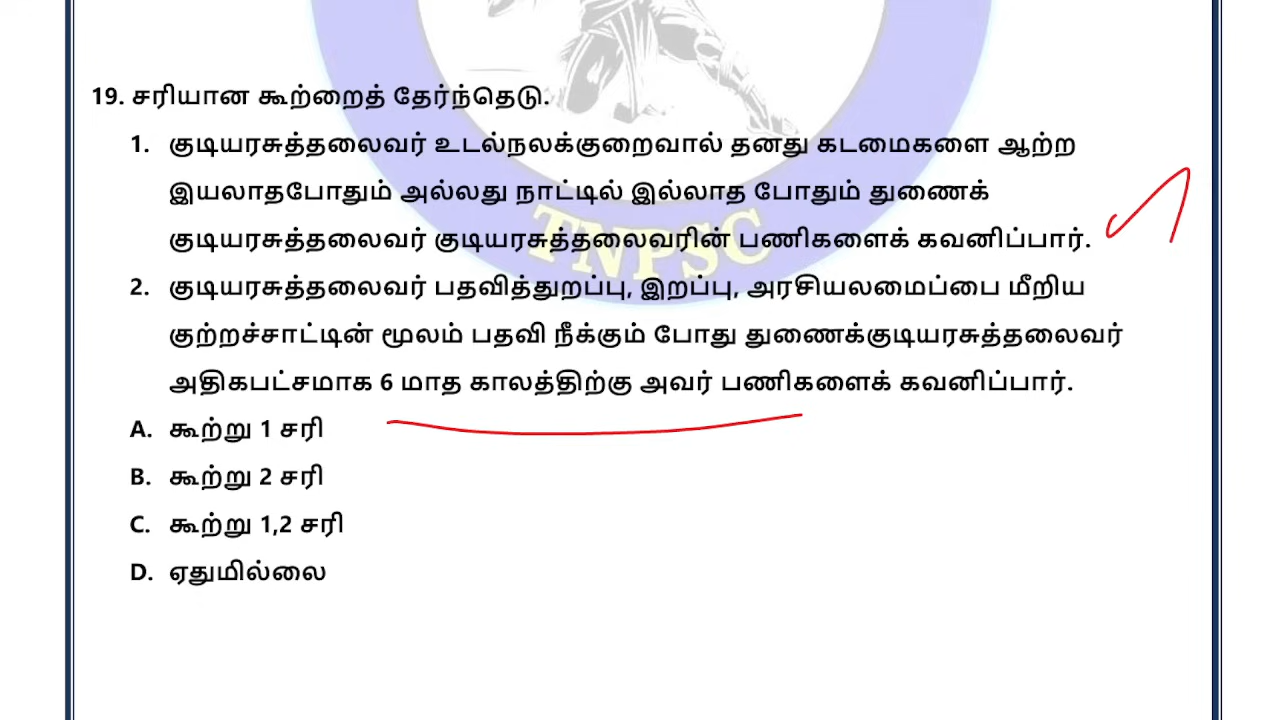 19. சரியான கூற்றைத் தேர்ந்தெடு.
1. குடியரசுத்தலைவர் உடல்நலக்குறைவால் தனது கடமைகளை ஆற்ற
இயலாதபோதும் அல்லது நாட்டில் இல்லாத போதும் துணைக்
குடியரசுத்தலைவர் குடியரசுத்தலைவரின் பணிகளைக் கவனிப்பார்.
TNPSC
2. குடியரசுத்தலைவர் பதவித்துறப்பு, இறப்பு, அரசியலமைப்பை மீறிய
குற்றச்சாட்டின் மூலம் பதவி நீக்கும் போது துணைக்குடியரசுத்தலைவர்
அதிகபட்சமாக 6 மாத காலத்திற்கு அவர் பணிகளைக் கவனிப்பார்.
A. கூற்று 1 சரி
B. கூற்று 2 சரி
C. கூற்று 1,2 சரி
D. ஏதுமில்லை